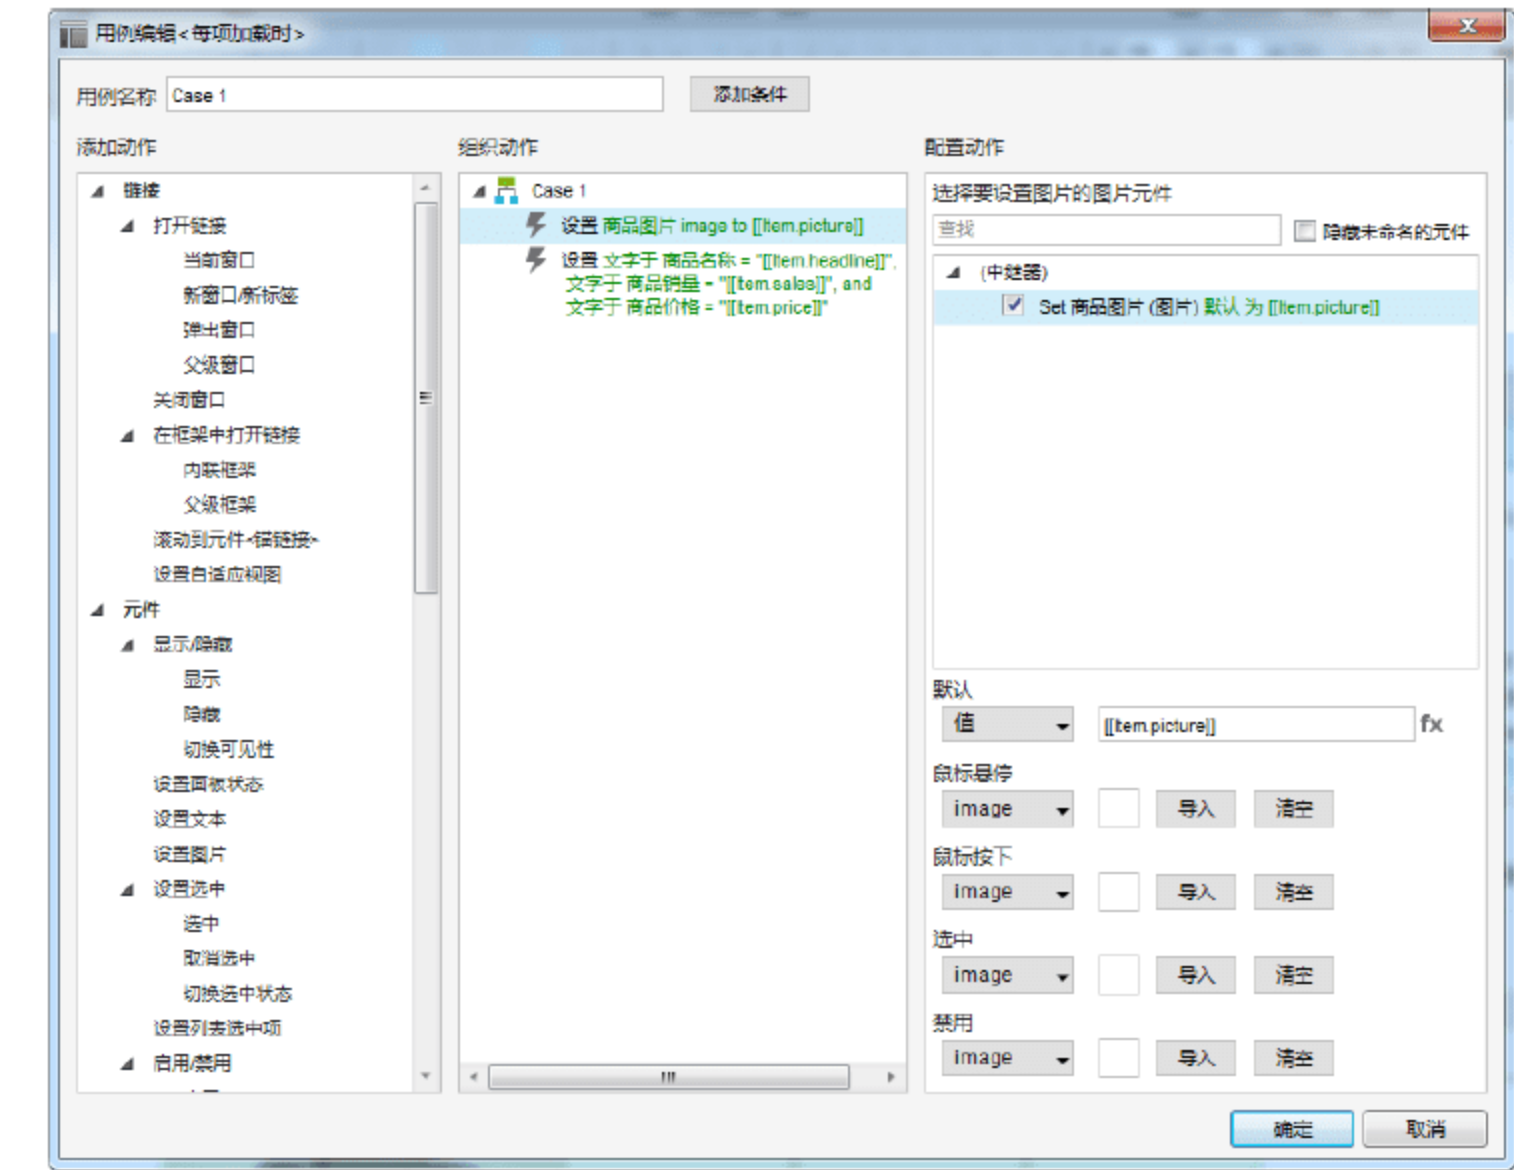 用例编辑<每项加载时>
用例名称 Case 1 添加条件
添加动作 组织动作 配置动作
链接
打开链接
当前窗口
新窗口/新标签
弹出窗口
父级窗口
关闭窗口
在框架中打开链接
内联框架
父级框架
滚动到元件<锚链接>
设置自适应视图
元件
显示/隐藏
显示
隐藏
切换可见性
设置面板状态
设置文本
设置图片
设置选中
选中
取消选中
切换选中状态
设置列表选中项
启用/禁用
Case 1
设置 商品图片 image to [[Item.picture]]
设置 文字于 商品名称 = "[[Item.headline]]",
文字于 商品销量 = "[[Item.sales]]", and
文字于 商品价格 = "[[Item.price]]"
选择要设置图片的图片元件
查找 隐藏未命名的元件
(中继器)
Set 商品图片 (图片) 默认 为 [[Item.picture]]
默认
值 [[Item.picture]] fx
鼠标悬停
image 导入 清空
鼠标按下
image 导入 清空
选中
image 导入 清空
禁用
image 导入 清空
确定 取消